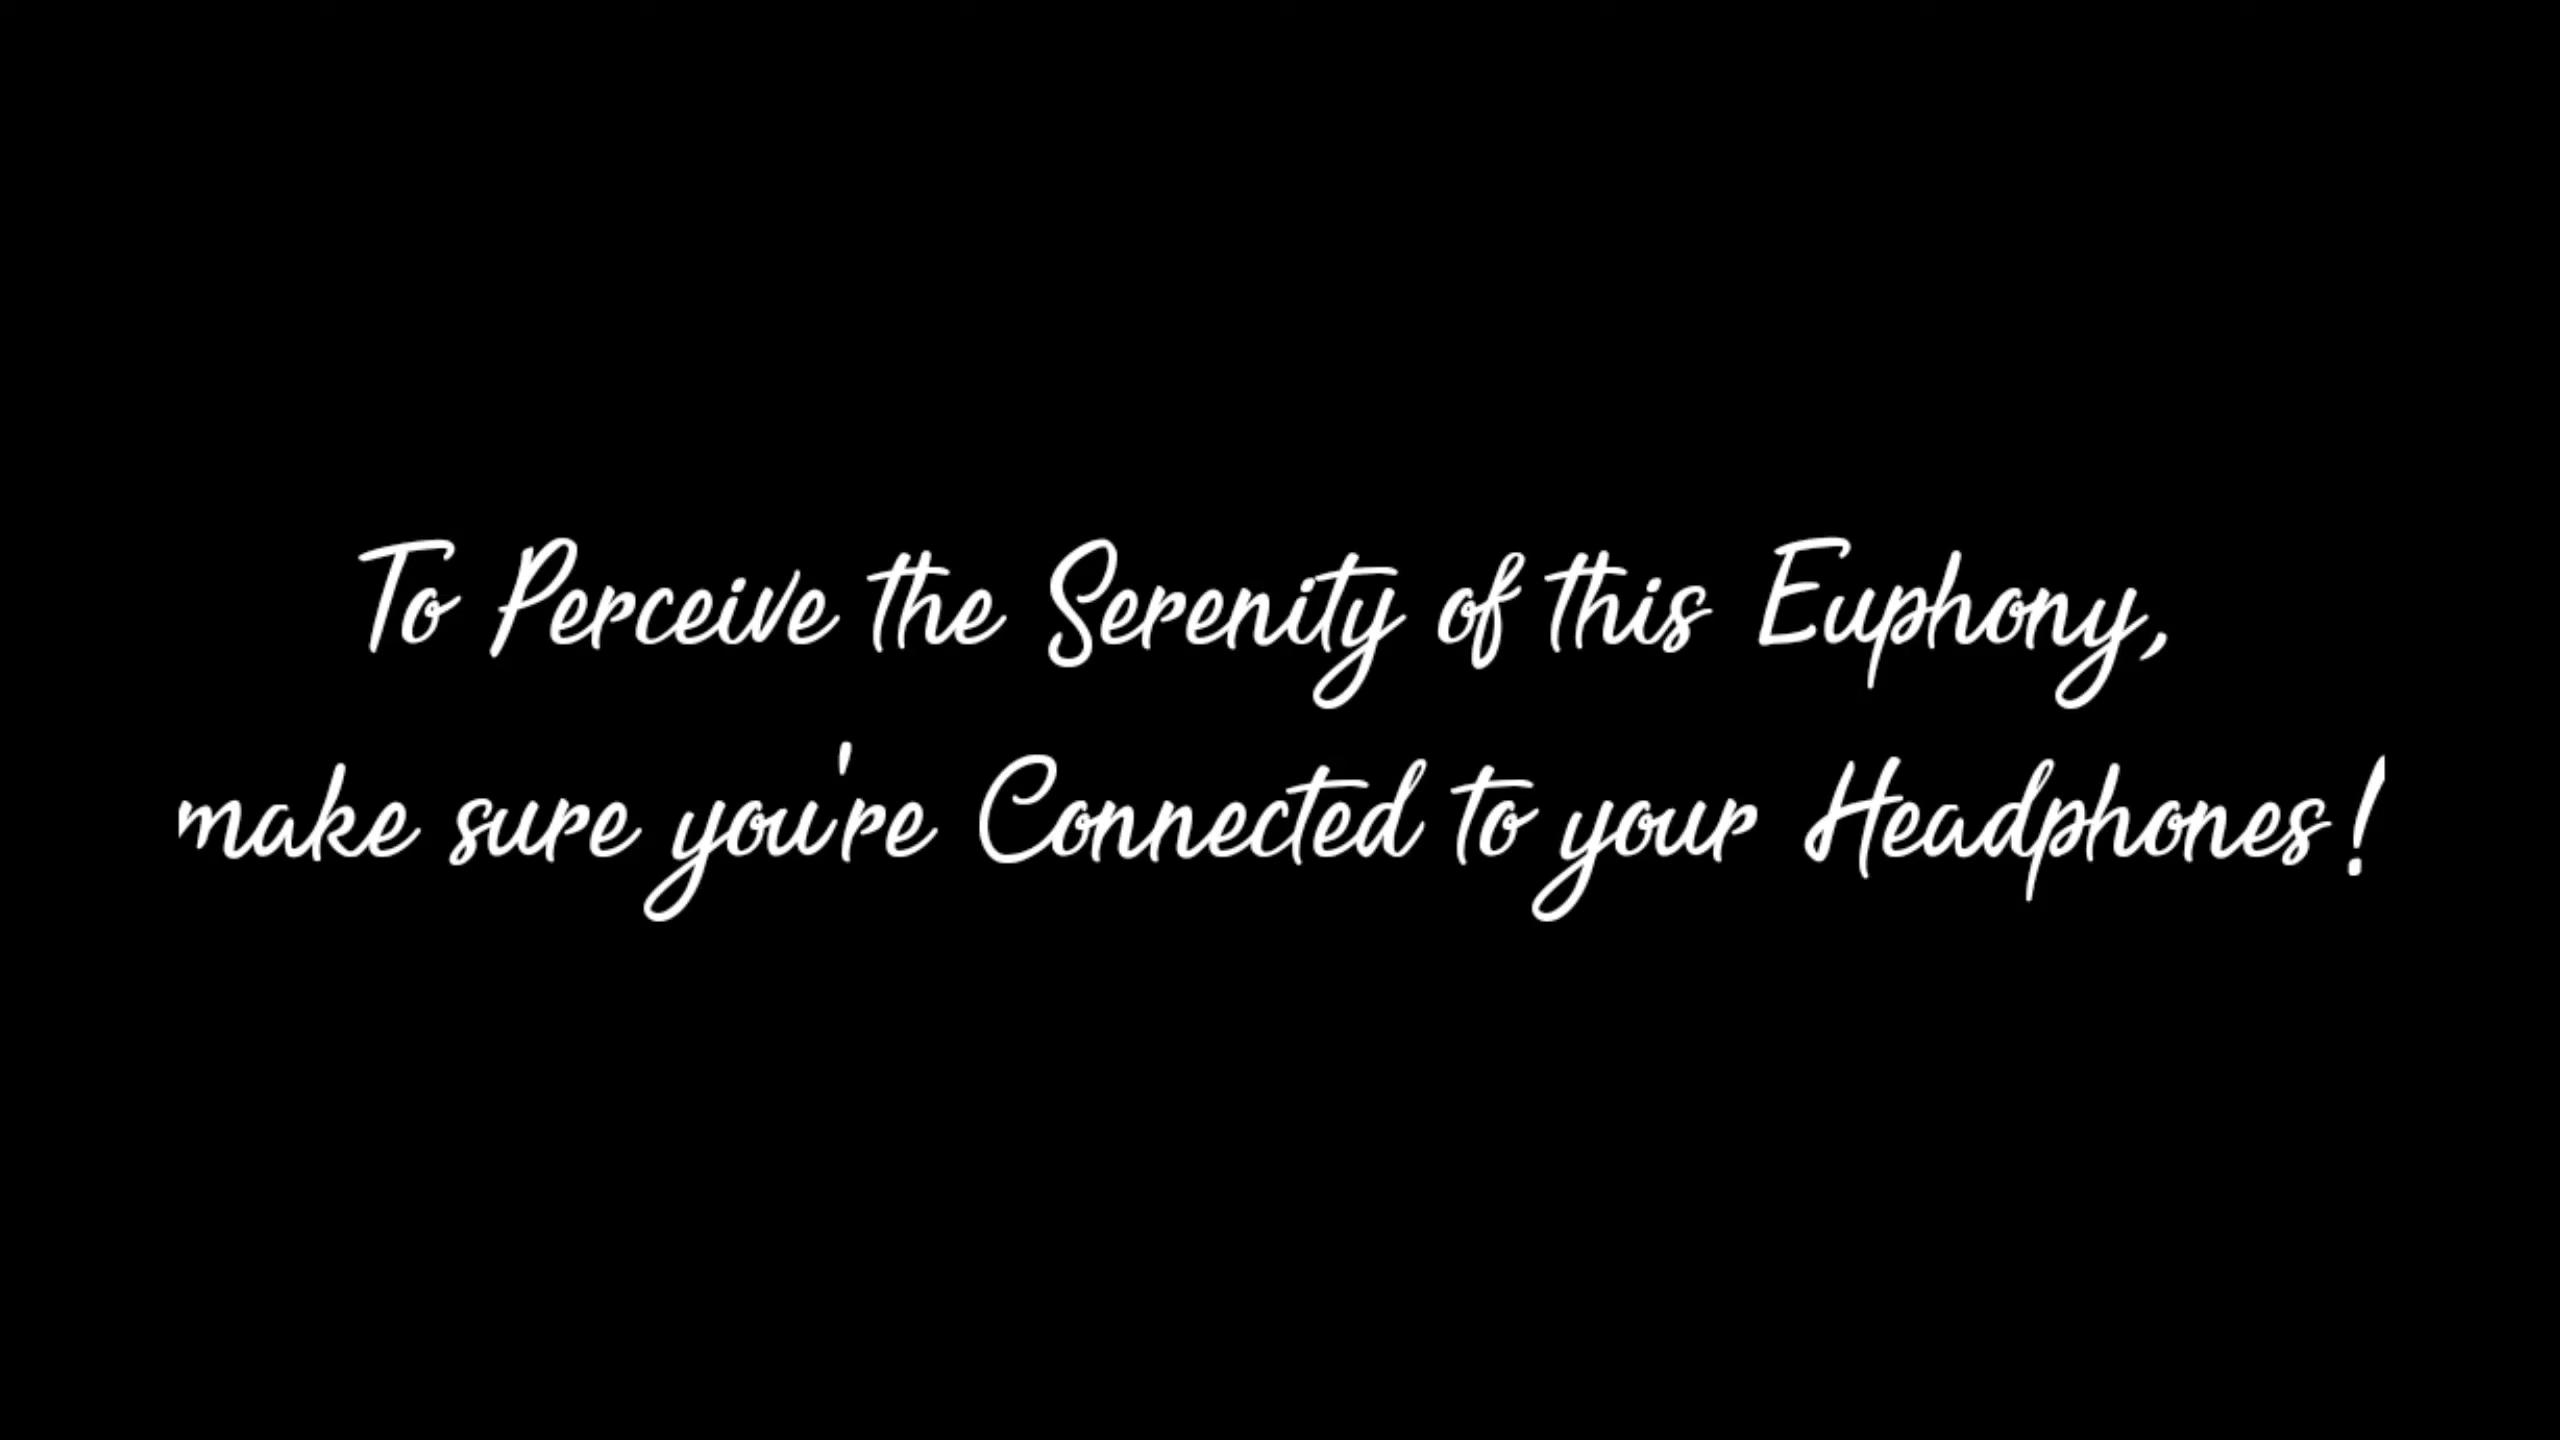 To Perceive the Serenity of this Euphony,
make sure you're Connected to your Headphones!